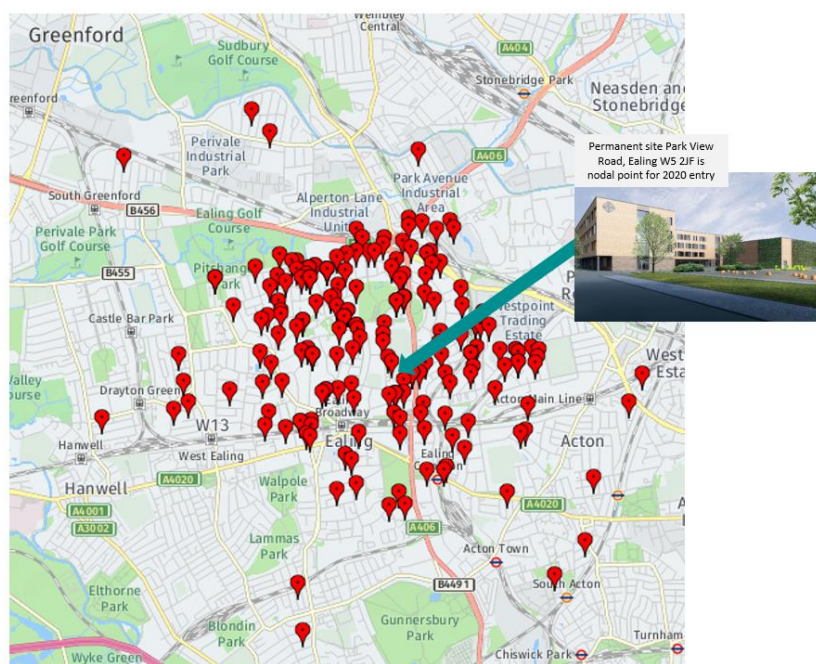 Greenford
Sudbury
Golf Course
Wembley
Central
A404
Stonebridge Park
Neasden and
Stonebridge
reenford
Perivale
Industrial
Park
A406
Permanent site Park View
Road, Ealing W5 2JF is
nodal point for 2020 entry
Park Avenue
Industrial
Area
South Greenford
B456
Alperton Lane
Industrial
Unit
Ealing Golf
Course
Perivale Park
Golf Course
Pitshang
Park
B455
Castle Bar Park
Westpoint
Trading
Estate
West
Esta
Valley
ourse
Drayton Green
Acton Main Line
W13
Broadway
Ealing
Hanwell
West Ealing
Acton
Ealing
Hanwell
A4020
Walpole
Park
A4020
A4001
A3002
A406
Lammas
Park
Acton Town
South Acton
B4491
Elthorne
Park
Blondin
Park
Gunnersbury
Park
Chiswick Park
Turnham
Wyke Green